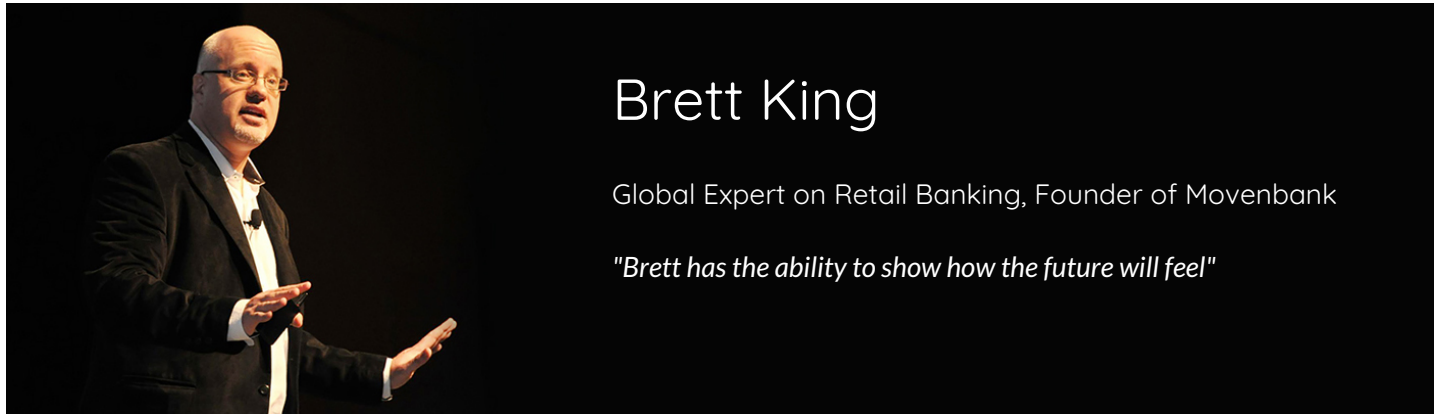 Brett King
Global Expert on Retail Banking, Founder of Movenbank
"Brett has the ability to show how the future will feel"